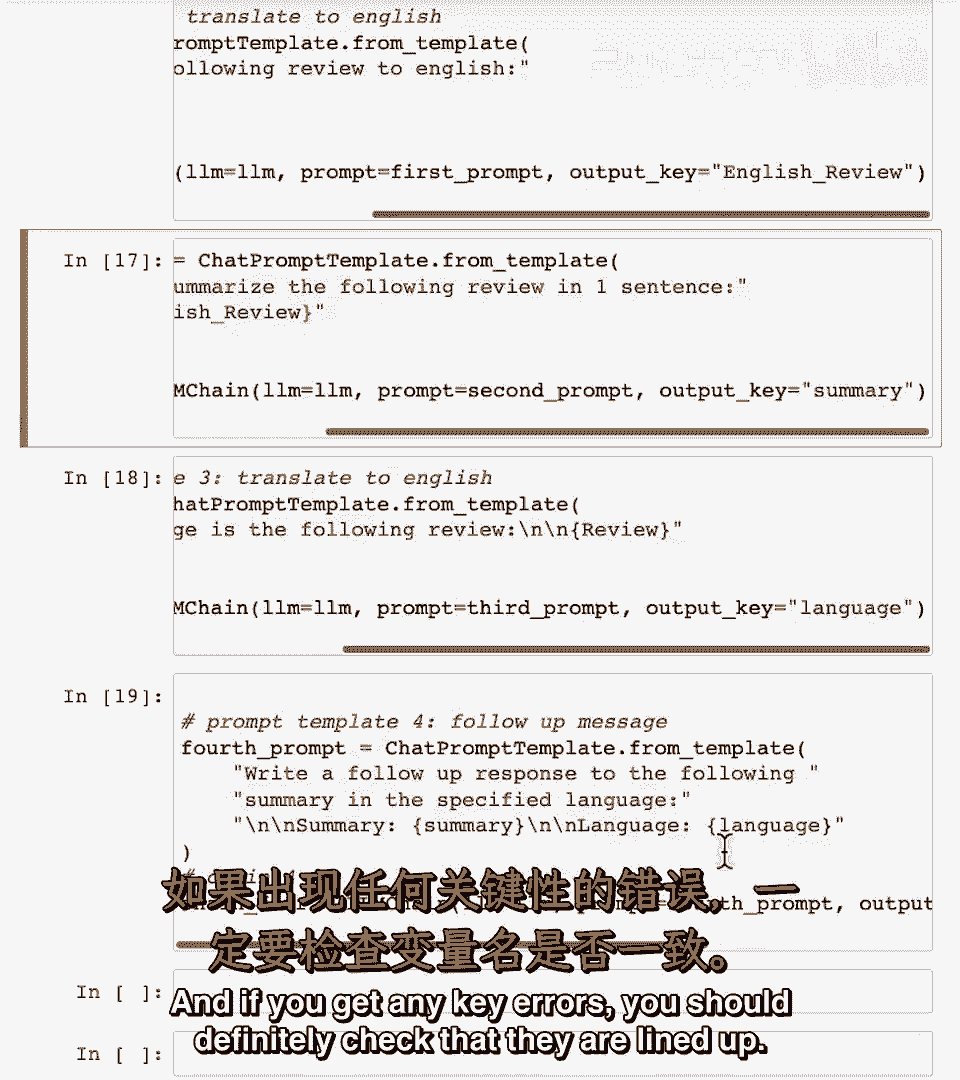 translate to english
romptTemplate.from_template(
ollowing review to english:"
(llm=llm, prompt=first_prompt, output_key="English_Review")
In [17]: = ChatPromptTemplate.from_template(
ummarize the following review in 1 sentence:"
ish_Review}"
MChain(llm=llm, prompt=second_prompt, output_key="summary")
In [18]: e 3: translate to english
hatPromptTemplate.from_template(
ge is the following review:\n\n{Review}"
MChain(llm=llm, prompt=third_prompt, output_key="language")
In [19]:
# prompt template 4: follow up message
fourth_prompt = ChatPromptTemplate.from_template(
"Write a follow up response to the following "
"summary in the specified language:"
"\n\nSummary: {summary}\n\nLanguage: {language}"
)
th_prompt, output
如果出现任何关键性的错误，一
定要检查变量名是否一致。
In [ ]:
And if you get any key errors, you should
definitely check that they are lined up.
In [ ]: